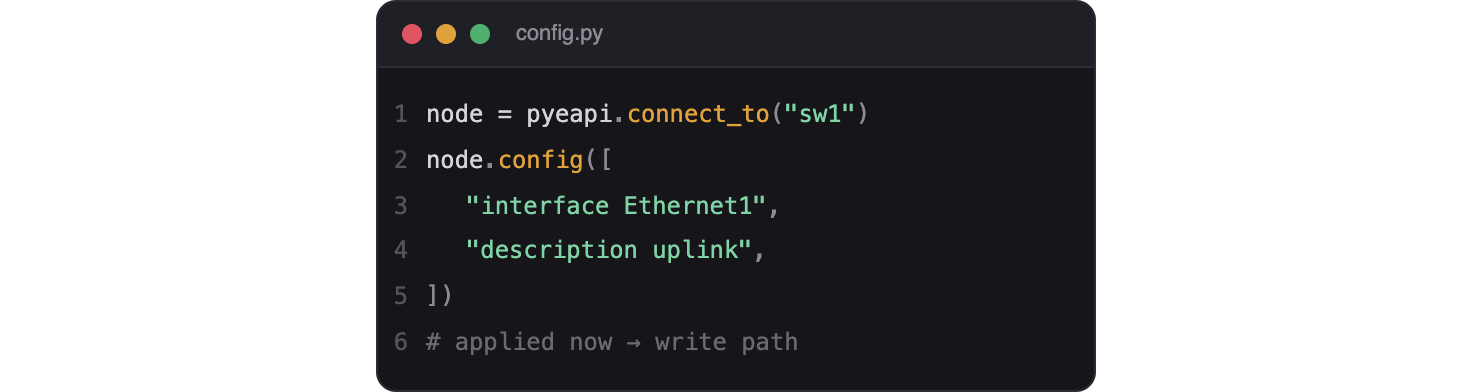 config.py
1 node = pyeapi.connect_to("sw1")
2 node.config([
3 "interface Ethernet1",
4 "description uplink",
5 ])
6 # applied now → write path